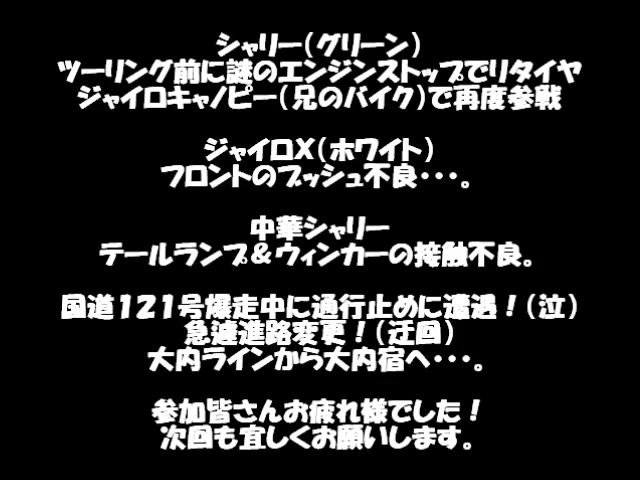 シャリー(グリーン)
ツーリング前に謎のエンジンストップでリタイヤ
ジャイロキャノピー(兄のバイク)で再度参戦
ジャイロX(ホワイト)
フロントのブッシュ不良・・・。
中華シャリー
テールランプ&ウィンカーの接触不良。
国道121号爆走中に通行止めに遭遇!(泣)
急遽進路変更!(迂回)
大内ラインから大内宿へ・・・。
参加皆さんお疲れ様でした!
次回も宜しくお願いします。